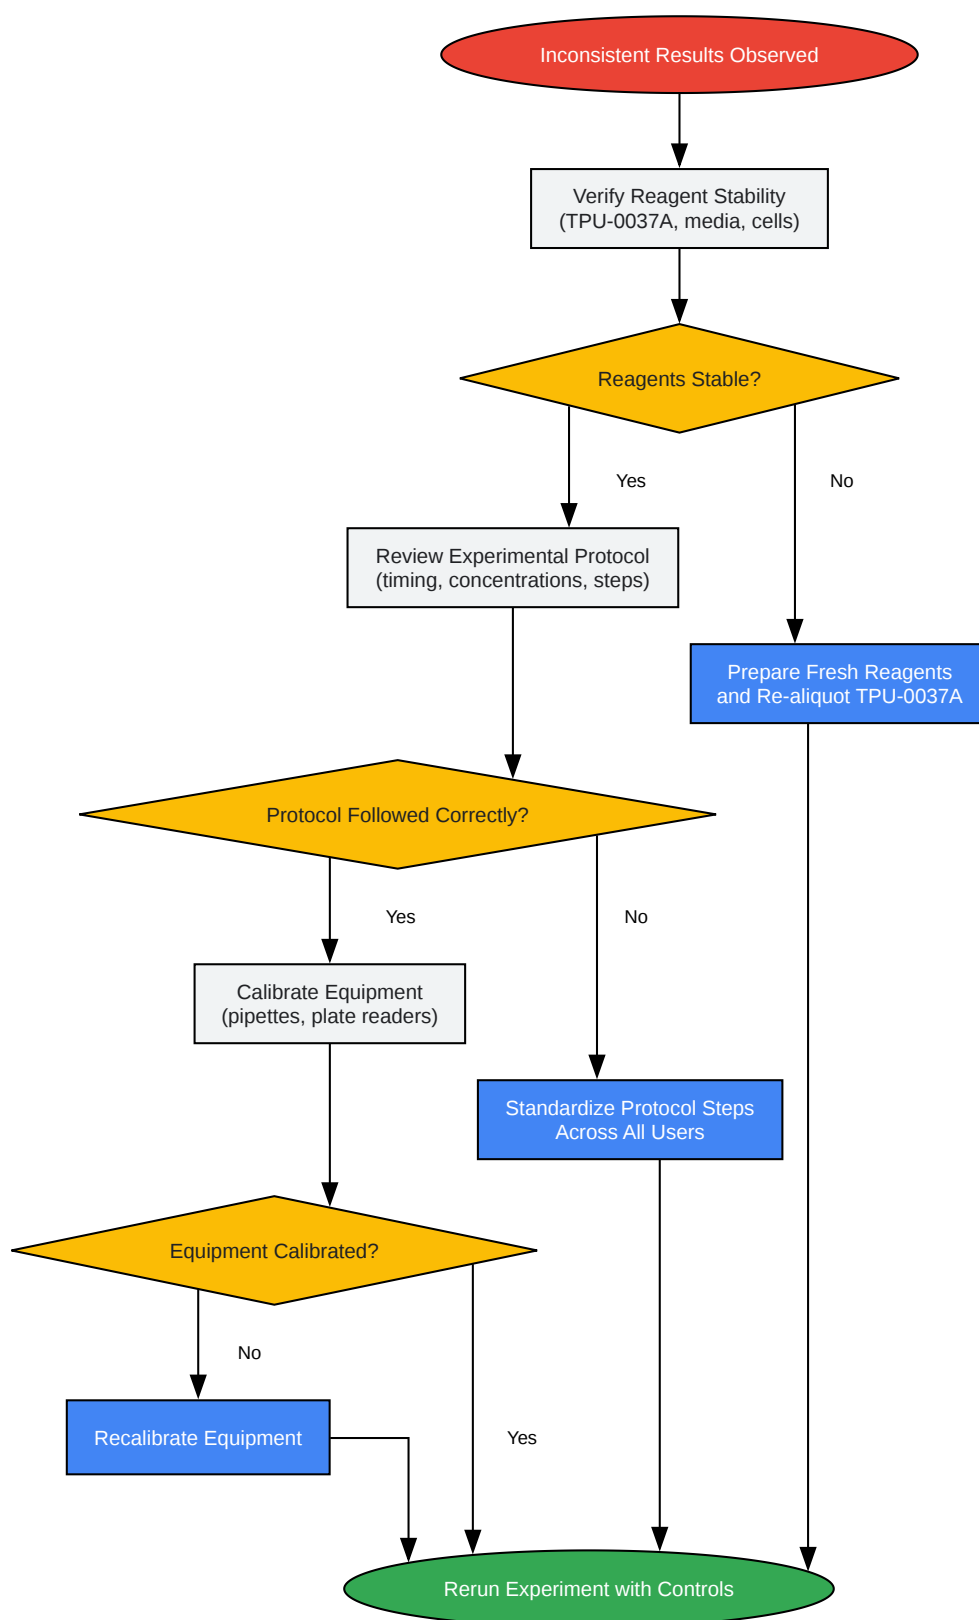 Inconsistent Results Observed
Verify Reagent Stability
(TPU-0037A, media, cells)
Reagents Stable?
Yes
No
Review Experimental Protocol
(timing, concentrations, steps)
Prepare Fresh Reagents
and Re-aliquot TPU-0037A
Protocol Followed Correctly?
Yes
No
Calibrate Equipment
(pipettes, plate readers)
Standardize Protocol Steps
Across All Users
Equipment Calibrated?
No
Yes
Recalibrate Equipment
Rerun Experiment with Controls